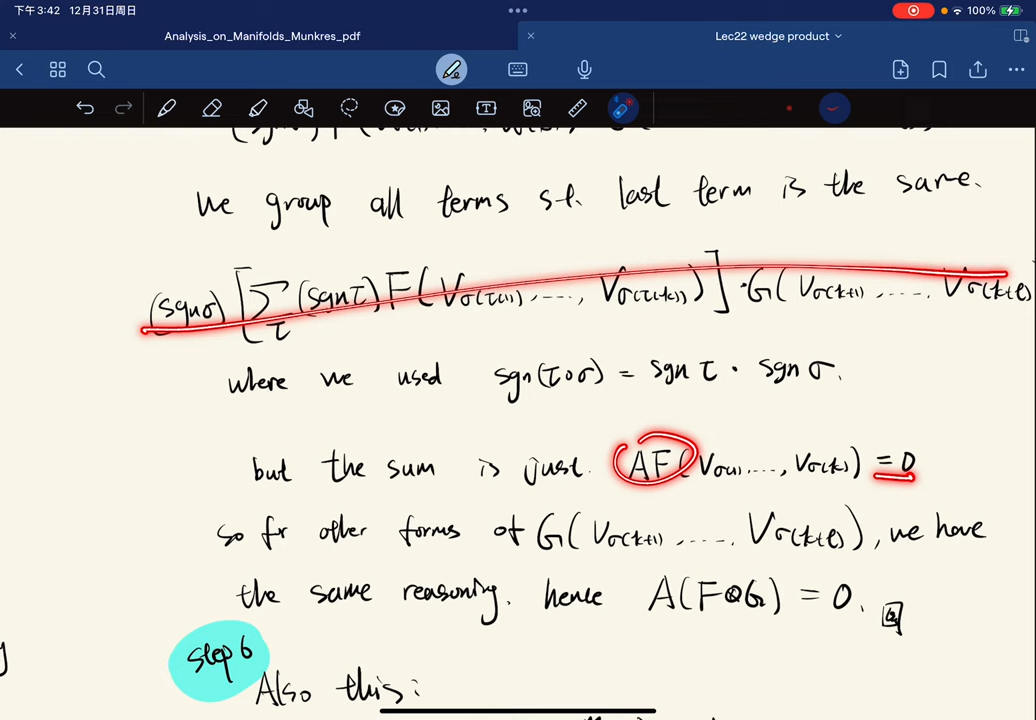 下午3:42 12月31日周日
100%
Analysis_on_Manifolds_Munkres_pdf
Lec22 wedge product
we group all terms s.t. last term is the same.
(sgnσ) [∑τ (sgnτ) F(Vσ(τ(1)), ...., Vσ(τ(k)))] · G(Vσ(k+1), ...., Vσ(k+ℓ))
where we used sgn(τ∘σ) = sgn τ · sgn σ.
but the sum is just. AF(Vσ(1), ...., Vσ(k)) = 0
so fr other forms of G(Vσ(k+1), ...., Vσ(k+ℓ)), we have
the same reasoning. hence A(F⊗G) = 0.
step 6
Also this: